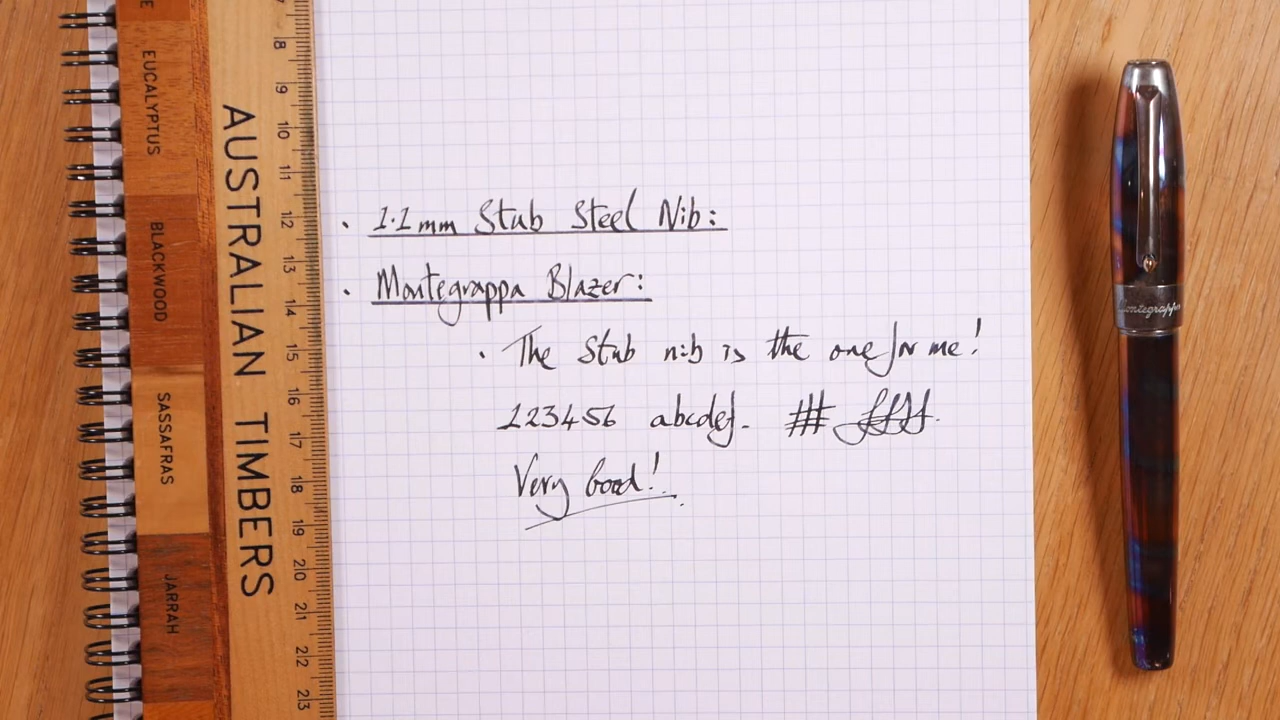 E
EUCALYPTUS
BLACKWOOD
SASSAFRAS
JARRAH
AUSTRALIAN TIMBERS
7
8
9
10
11
12
13
14
15
16
17
18
19
20
21
22
23
· 1.1mm Stub Steel Nib:
· Montegrappa Blazer:
· The Stub nib is the one for me!
123456 abcdef. ##
Very Good!
Montegrappa